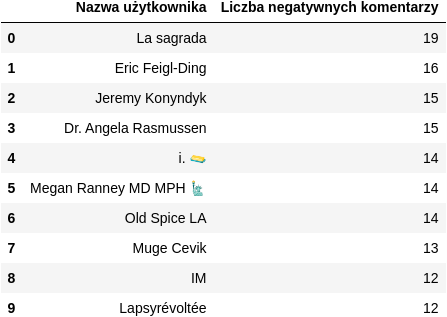 Nazwa użytkownika Liczba negatywnych komentarzy
0 La sagrada 19
1 Eric Feigl-Ding 16
2 Jeremy Konyndyk 15
3 Dr. Angela Rasmussen 15
4 i. 🧈 14
5 Megan Ranney MD MPH 🗽 14
6 Old Spice LA 14
7 Muge Cevik 13
8 IM 12
9 Lapsyrévoltée 12